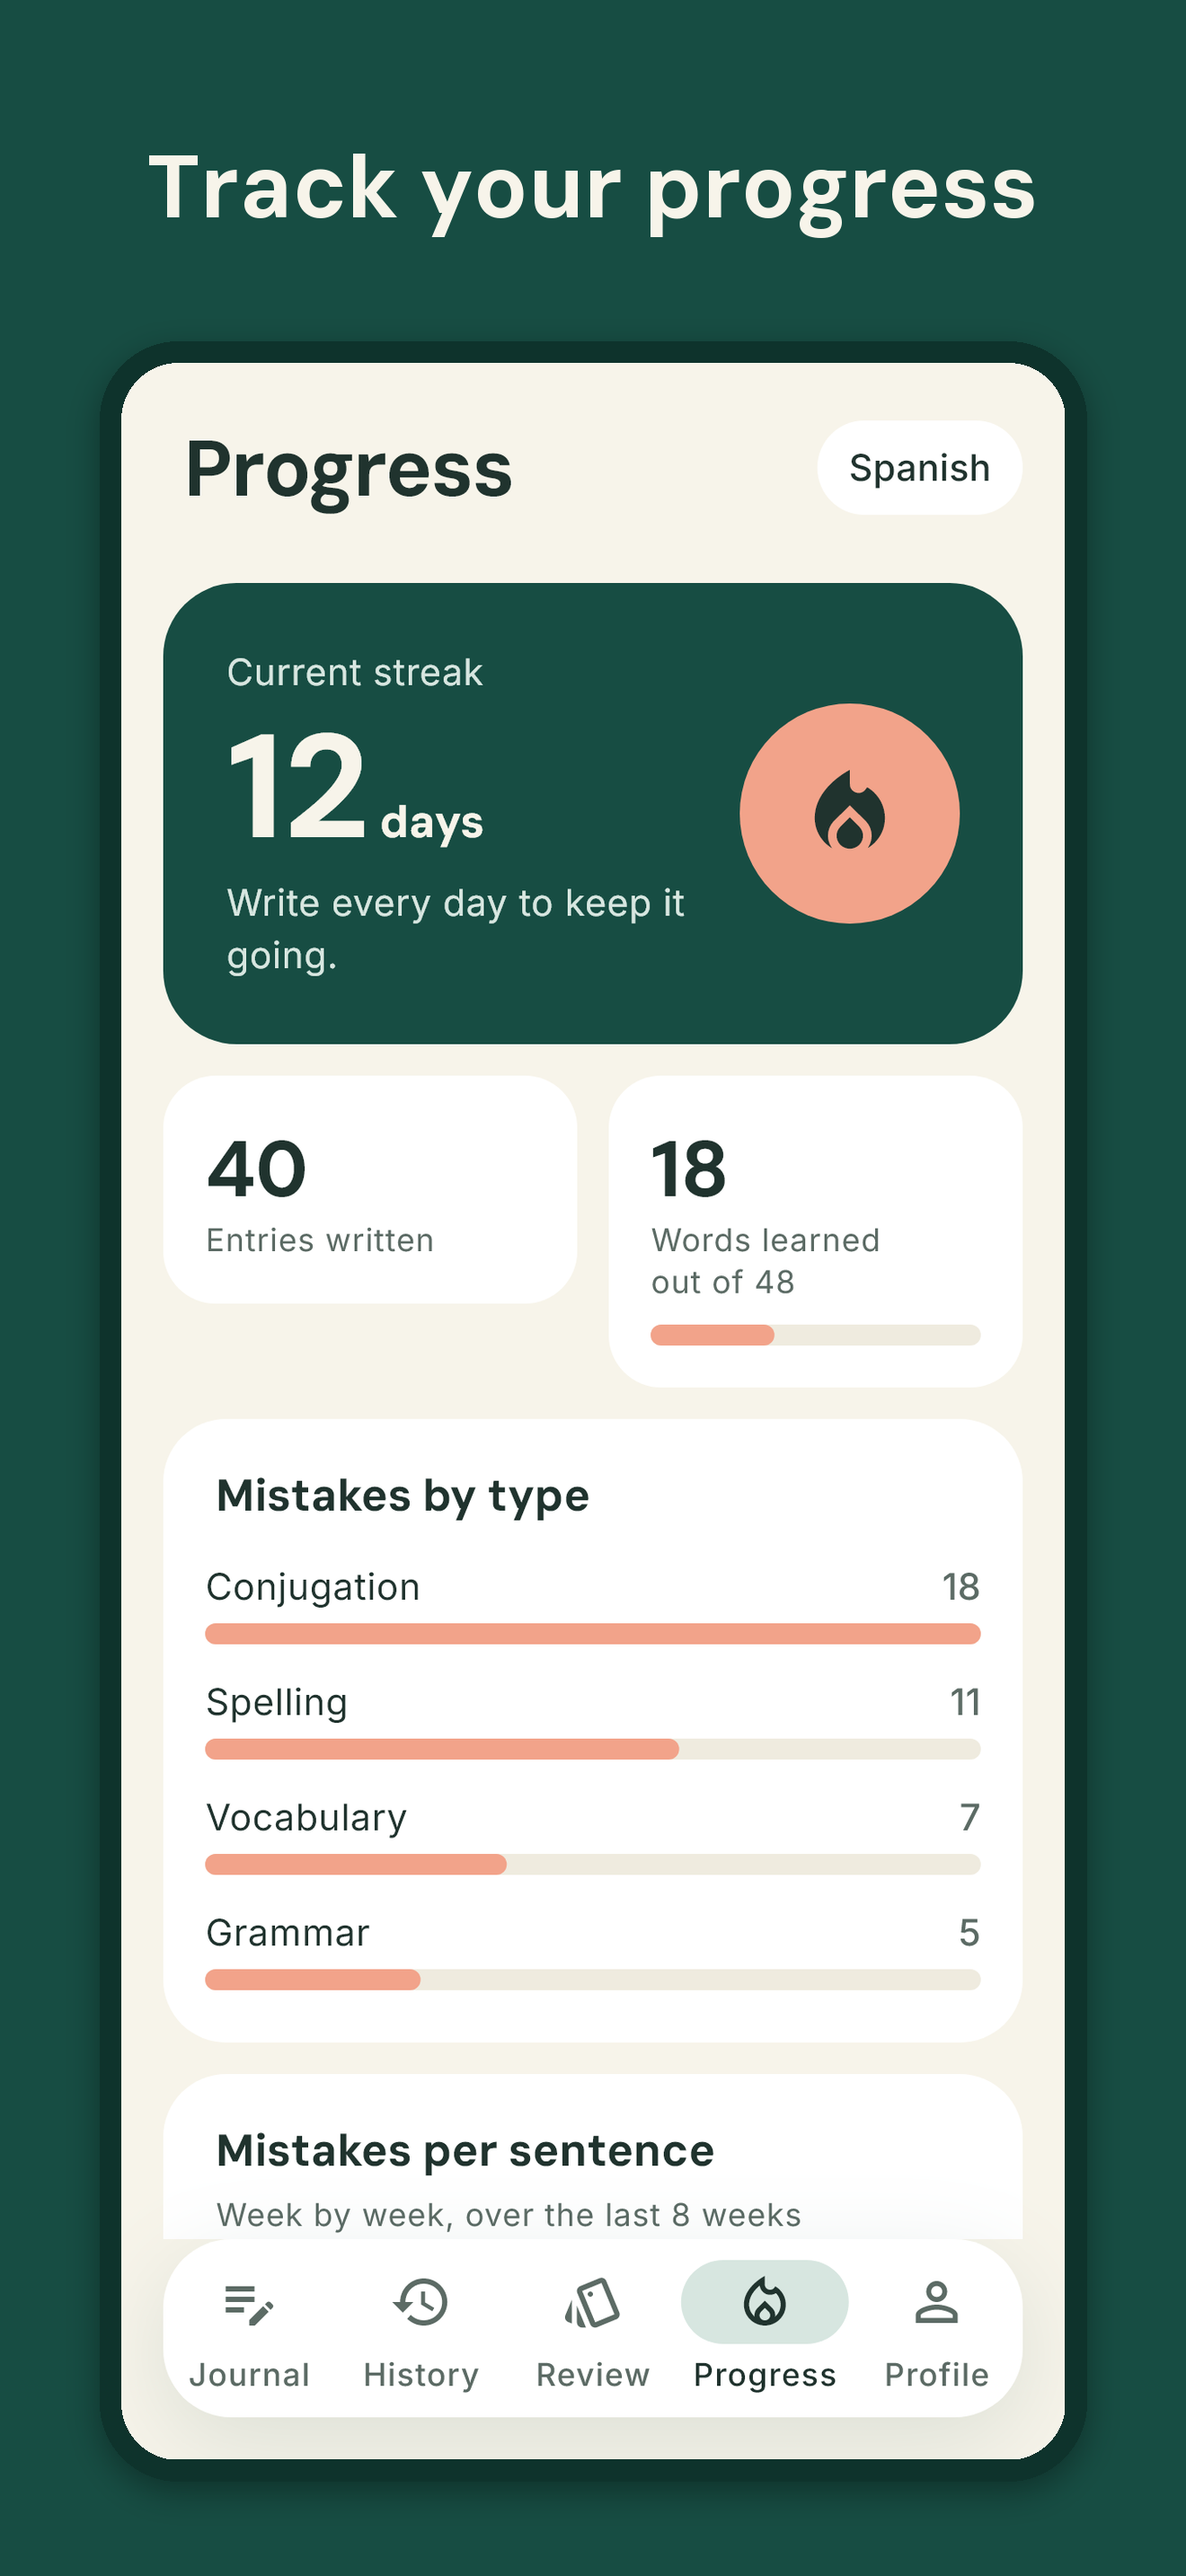 Track your progress
Progress
Spanish
Current streak
12 days
Write every day to keep it
going.
40
Entries written
18
Words learned
out of 48
Mistakes by type
Conjugation 18
Spelling 11
Vocabulary 7
Grammar 5
Mistakes per sentence
Week by week, over the last 8 weeks
Journal History Review Progress Profile